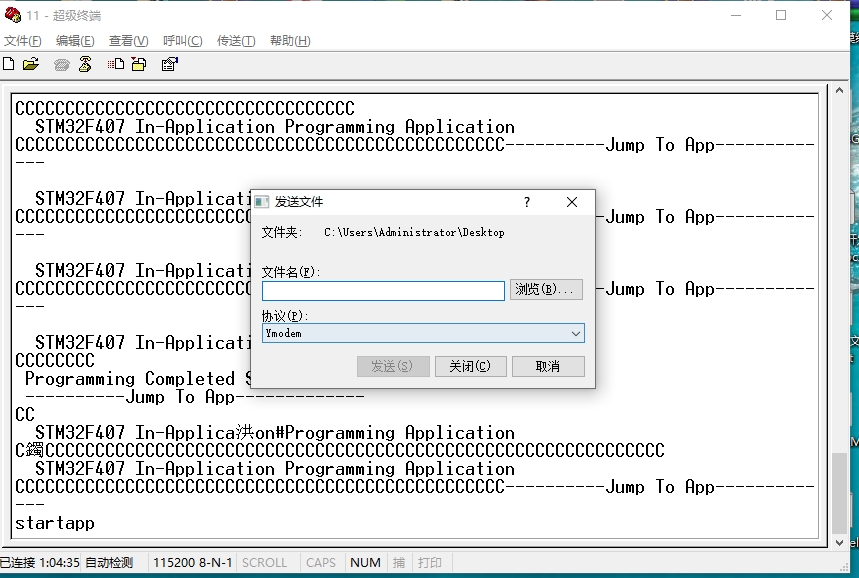 11 - 超级终端
文件(F) 编辑(E) 查看(V) 呼叫(C) 传送(T) 帮助(H)
CCCCCCCCCCCCCCCCCCCCCCCCCCCCCCCCCC
STM32F407 In-Application Programming Application
CCCCCCCCCCCCCCCCCCCCCCCCCCCCCCCCCCCCCCCCCCCCCCCCC----------Jump To App----------
---
STM32F407 In-Applicati
CCCCCCCCCCCCCCCCCCCCCCCC
-Jump To App----------
---
STM32F407 In-Applicati
CCCCCCCCCCCCCCCCCCCCCCCC
-Jump To App----------
---
STM32F407 In-Applicati
CCCCCCCC
Programming Completed S
----------Jump To App-------------
CC
STM32F407 In-Applica洪on#Programming Application
C鐲CCCCCCCCCCCCCCCCCCCCCCCCCCCCCCCCCCCCCCCCCCCCCCCCCCCCCCCCCCCCCC
STM32F407 In-Application Programming Application
CCCCCCCCCCCCCCCCCCCCCCCCCCCCCCCCCCCCCCCCCCCCCCCCC----------Jump To App----------
---
startapp
发送文件
? ×
文件夹: C:\Users\Administrator\Desktop
文件名(F):
浏览(B)...
协议(P):
Ymodem
发送(S) 关闭(C) 取消
已连接 1:04:35 自动检测 115200 8-N-1 SCROLL CAPS NUM 捕 打印